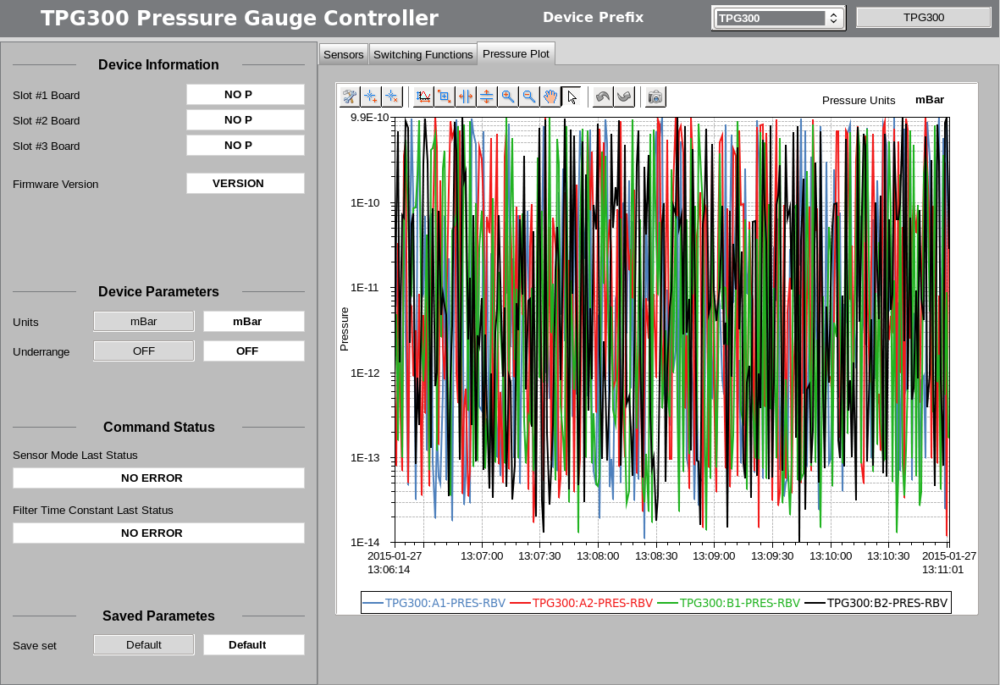 TPG300 Pressure Gauge Controller Device Prefix TPG300 TPG300
Device Information
Slot #1 Board NO P
Slot #2 Board NO P
Slot #3 Board NO P
Firmware Version VERSION
Device Parameters
Units mBar mBar
Underrange OFF OFF
Command Status
Sensor Mode Last Status
NO ERROR
Filter Time Constant Last Status
NO ERROR
Saved Parametes
Save set Default Default
Sensors Switching Functions Pressure Plot
Pressure Units mBar
9.9E-10
1E-10
1E-11
1E-12
1E-13
1E-14
Pressure
2015-01-27 13:07:00 13:07:30 13:08:00 13:08:30 13:09:00 13:09:30 13:10:00 13:10:30 2015-01-27
13:06:14 13:11:01
TPG300:A1-PRES-RBV TPG300:A2-PRES-RBV TPG300:B1-PRES-RBV TPG300:B2-PRES-RBV